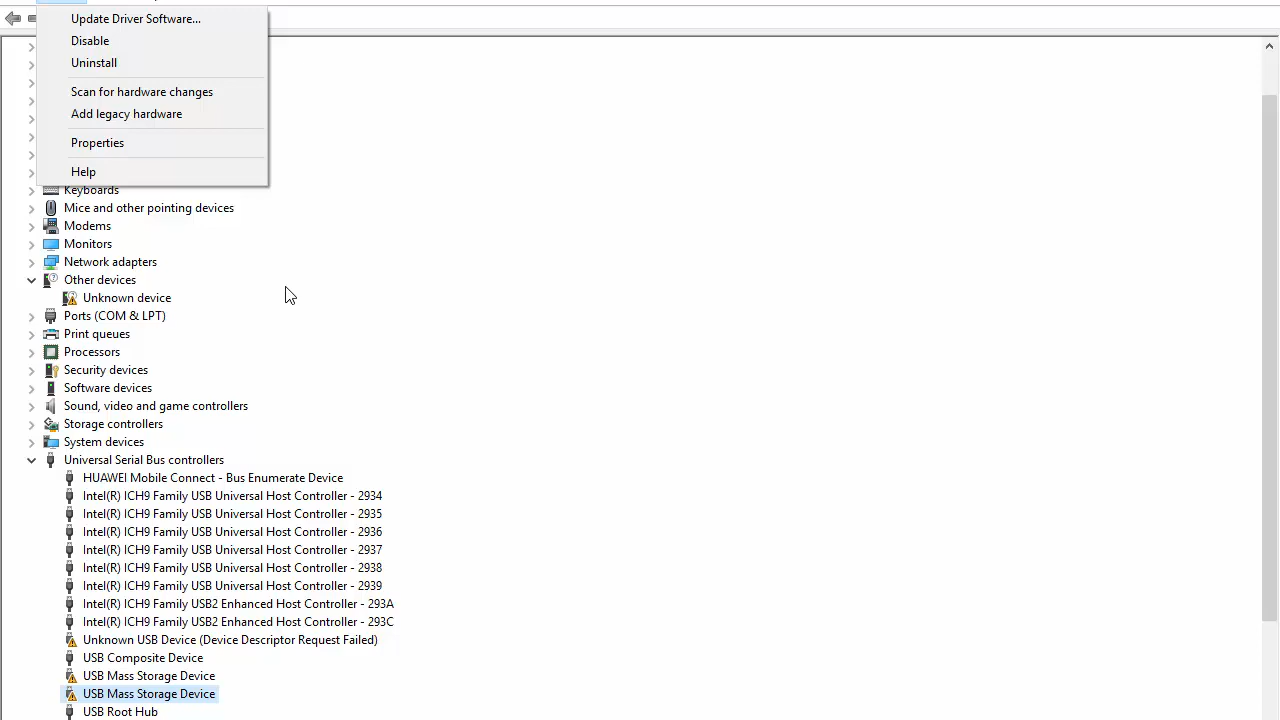 Update Driver Software...
Disable
Uninstall
Scan for hardware changes
Add legacy hardware
Properties
Help
Keyboards
Mice and other pointing devices
Modems
Monitors
Network adapters
Other devices
Unknown device
Ports (COM & LPT)
Print queues
Processors
Security devices
Software devices
Sound, video and game controllers
Storage controllers
System devices
Universal Serial Bus controllers
HUAWEI Mobile Connect - Bus Enumerate Device
Intel(R) ICH9 Family USB Universal Host Controller - 2934
Intel(R) ICH9 Family USB Universal Host Controller - 2935
Intel(R) ICH9 Family USB Universal Host Controller - 2936
Intel(R) ICH9 Family USB Universal Host Controller - 2937
Intel(R) ICH9 Family USB Universal Host Controller - 2938
Intel(R) ICH9 Family USB Universal Host Controller - 2939
Intel(R) ICH9 Family USB2 Enhanced Host Controller - 293A
Intel(R) ICH9 Family USB2 Enhanced Host Controller - 293C
Unknown USB Device (Device Descriptor Request Failed)
USB Composite Device
USB Mass Storage Device
USB Mass Storage Device
USB Root Hub